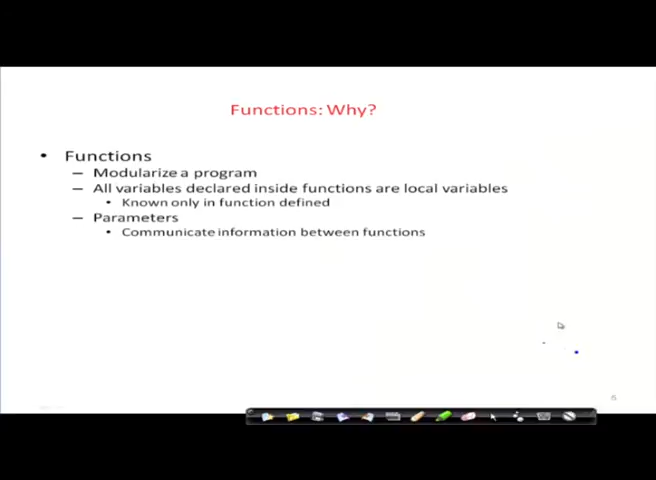 Functions: Why?
• Functions
– Modularize a program
– All variables declared inside functions are local variables
• Known only in function defined
– Parameters
• Communicate information between functions
6